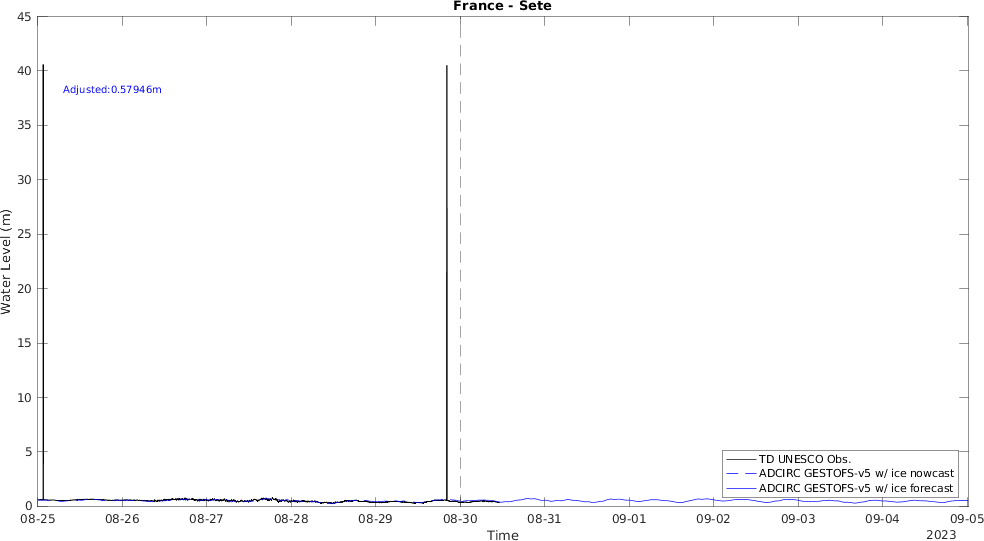 France - Sete
45
40
35
30
25
20
15
10
5
0
Water Level (m)
Adjusted:0.57946m
TD UNESCO Obs.
ADCIRC GESTOFS-v5 w/ ice nowcast
ADCIRC GESTOFS-v5 w/ ice forecast
08-25 08-26 08-27 08-28 08-29 08-30 08-31 09-01 09-02 09-03 09-04 09-05
Time
2023